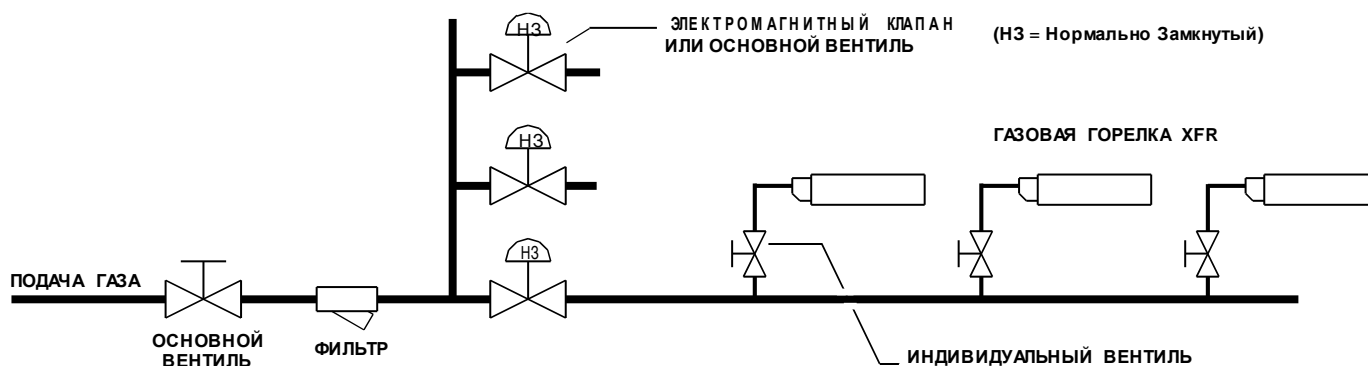 НЗ
ЭЛЕКТРОМАГНИТНЫЙ КЛАПАН
ИЛИ ОСНОВНОЙ ВЕНТИЛЬ
(НЗ = Нормально Замкнутый)
НЗ
ГАЗОВАЯ ГОРЕЛКА XFR
НЗ
ПОДАЧА ГАЗА
ОСНОВНОЙ
ВЕНТИЛЬ
ФИЛЬТР
ИНДИВИДУАЛЬНЫЙ ВЕНТИЛЬ